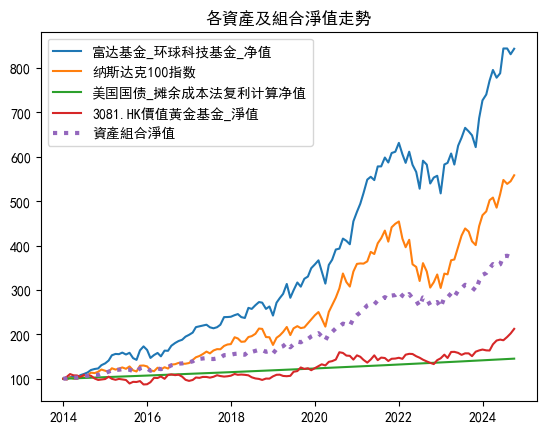 各資產及組合淨值走勢
富达基金_环球科技基金_净值
纳斯达克100指数
美国国债_摊余成本法复利计算净值
3081.HK價值黃金基金_淨值
資產組合淨值
800
700
600
500
400
300
200
100
2014 2016 2018 2020 2022 2024